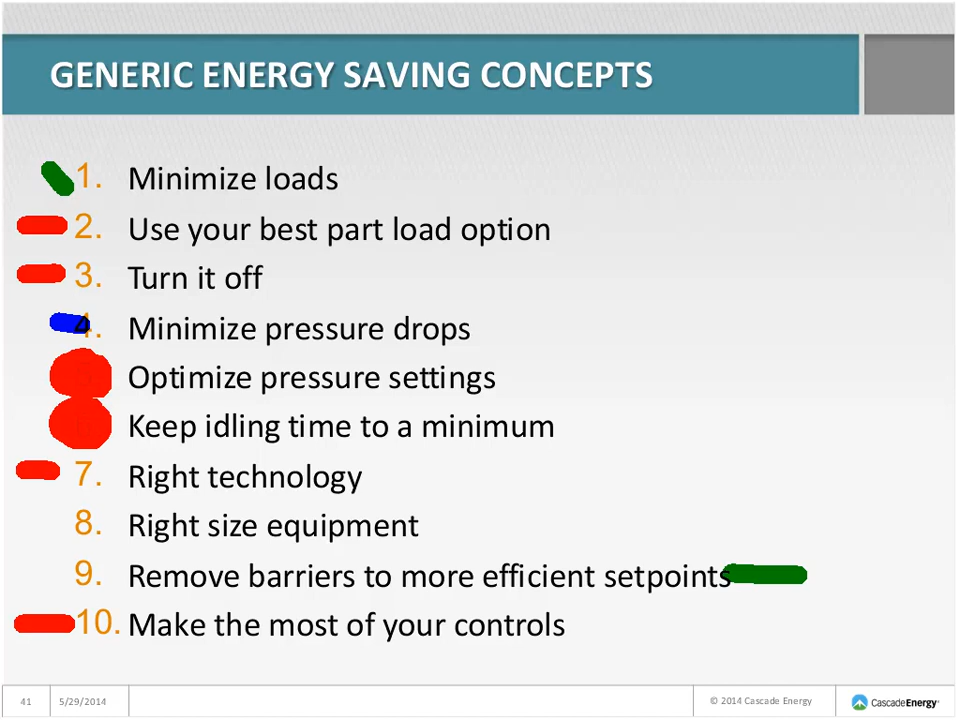 GENERIC ENERGY SAVING CONCEPTS
1. Minimize loads
2. Use your best part load option
3. Turn it off
4. Minimize pressure drops
Optimize pressure settings
Keep idling time to a minimum
7. Right technology
8. Right size equipment
9. Remove barriers to more efficient setpoints
10. Make the most of your controls
41 5/29/2014 © 2014 Cascade Energy CascadeEnergy